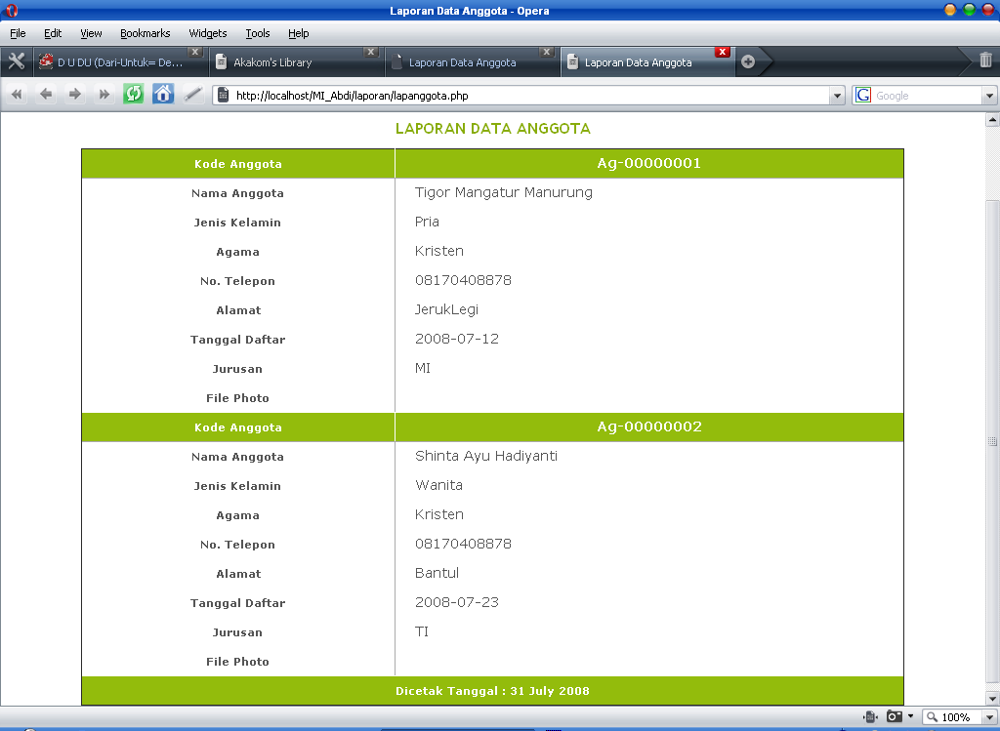 Laporan Data Anggota - Opera
File Edit View Bookmarks Widgets Tools Help
D U DU (Dari-Untuk= De... Akakom's Library Laporan Data Anggota Laporan Data Anggota
http://localhost/MI_Abdi/laporan/lapanggota.php Google
LAPORAN DATA ANGGOTA
Kode Anggota Ag-00000001
Nama Anggota Tigor Mangatur Manurung
Jenis Kelamin Pria
Agama Kristen
No. Telepon 08170408878
Alamat JerukLegi
Tanggal Daftar 2008-07-12
Jurusan MI
File Photo
Kode Anggota Ag-00000002
Nama Anggota Shinta Ayu Hadiyanti
Jenis Kelamin Wanita
Agama Kristen
No. Telepon 08170408878
Alamat Bantul
Tanggal Daftar 2008-07-23
Jurusan TI
File Photo
Dicetak Tanggal : 31 July 2008
100%